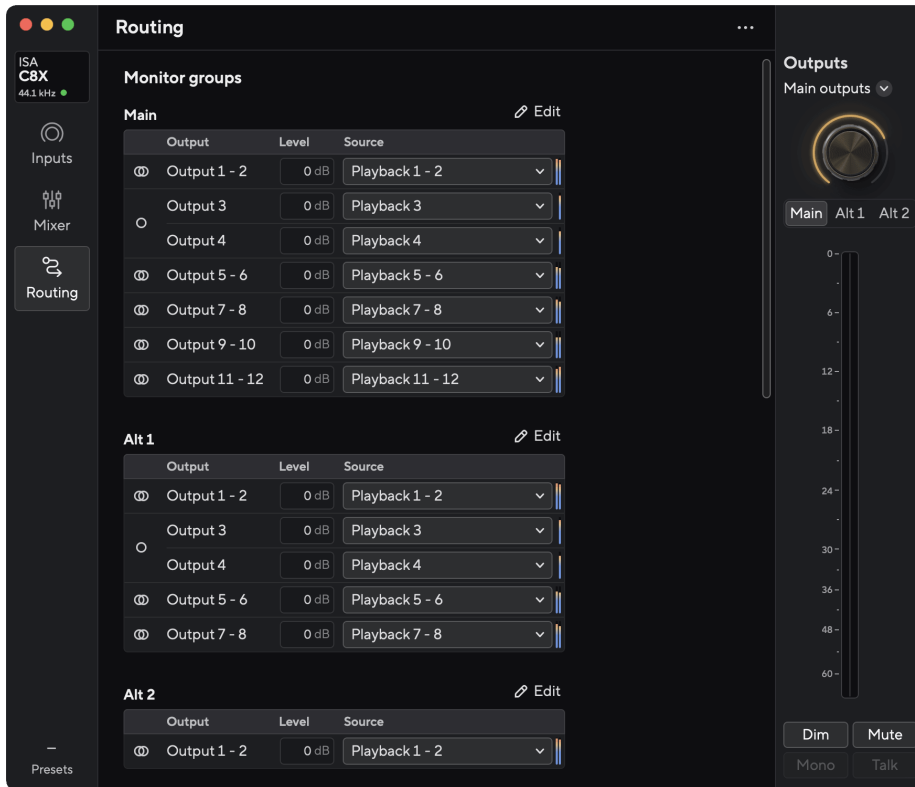 Routing
...
ISA
C8X
44.1 kHz
Inputs
Mixer
Routing
Presets
Monitor groups
Main
Edit
Output Level Source
Output 1 - 2 0 dB Playback 1 - 2
Output 3 0 dB Playback 3
Output 4 0 dB Playback 4
Output 5 - 6 0 dB Playback 5 - 6
Output 7 - 8 0 dB Playback 7 - 8
Output 9 - 10 0 dB Playback 9 - 10
Output 11 - 12 0 dB Playback 11 - 12
Alt 1
Edit
Output Level Source
Output 1 - 2 0 dB Playback 1 - 2
Output 3 0 dB Playback 3
Output 4 0 dB Playback 4
Output 5 - 6 0 dB Playback 5 - 6
Output 7 - 8 0 dB Playback 7 - 8
Alt 2
Edit
Output Level Source
Output 1 - 2 0 dB Playback 1 - 2
Outputs
Main outputs
Main Alt 1 Alt 2
0
6
12
18
24
30
36
48
60
Dim Mute
Mono Talk